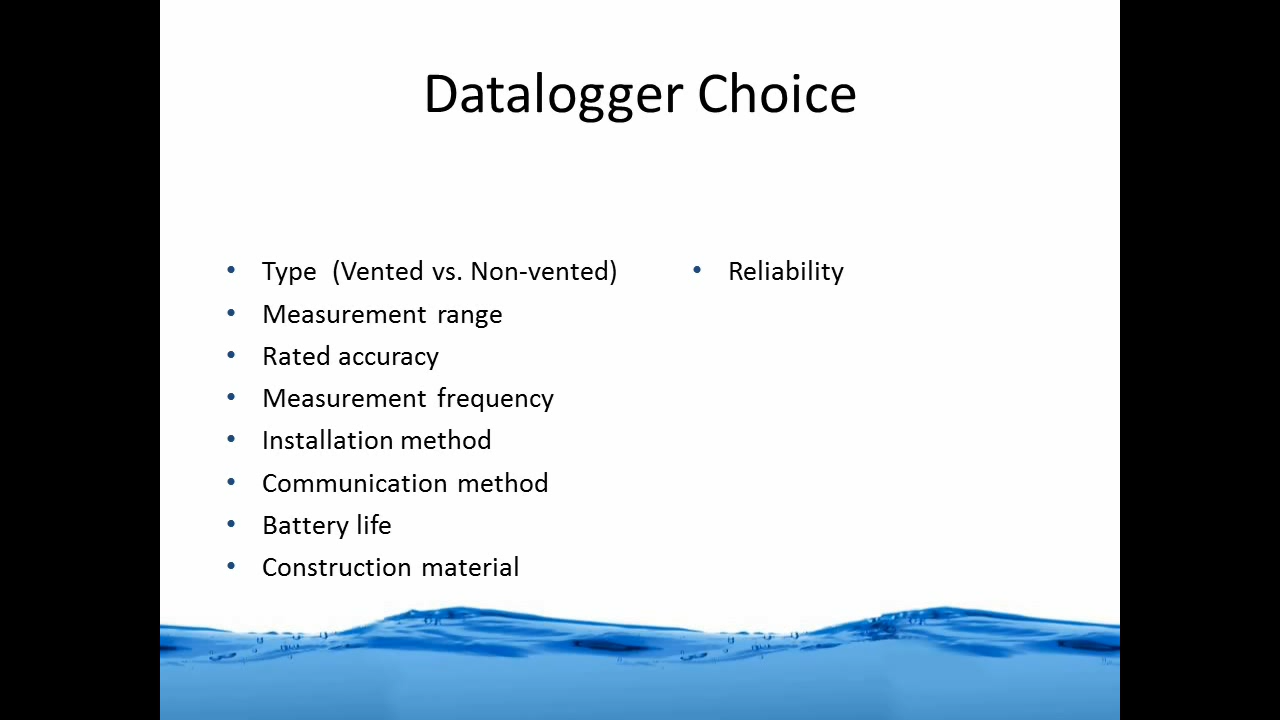 Datalogger Choice
Type (Vented vs. Non-vented)
Measurement range
Rated accuracy
Measurement frequency
Installation method
Communication method
Battery life
Construction material
Reliability